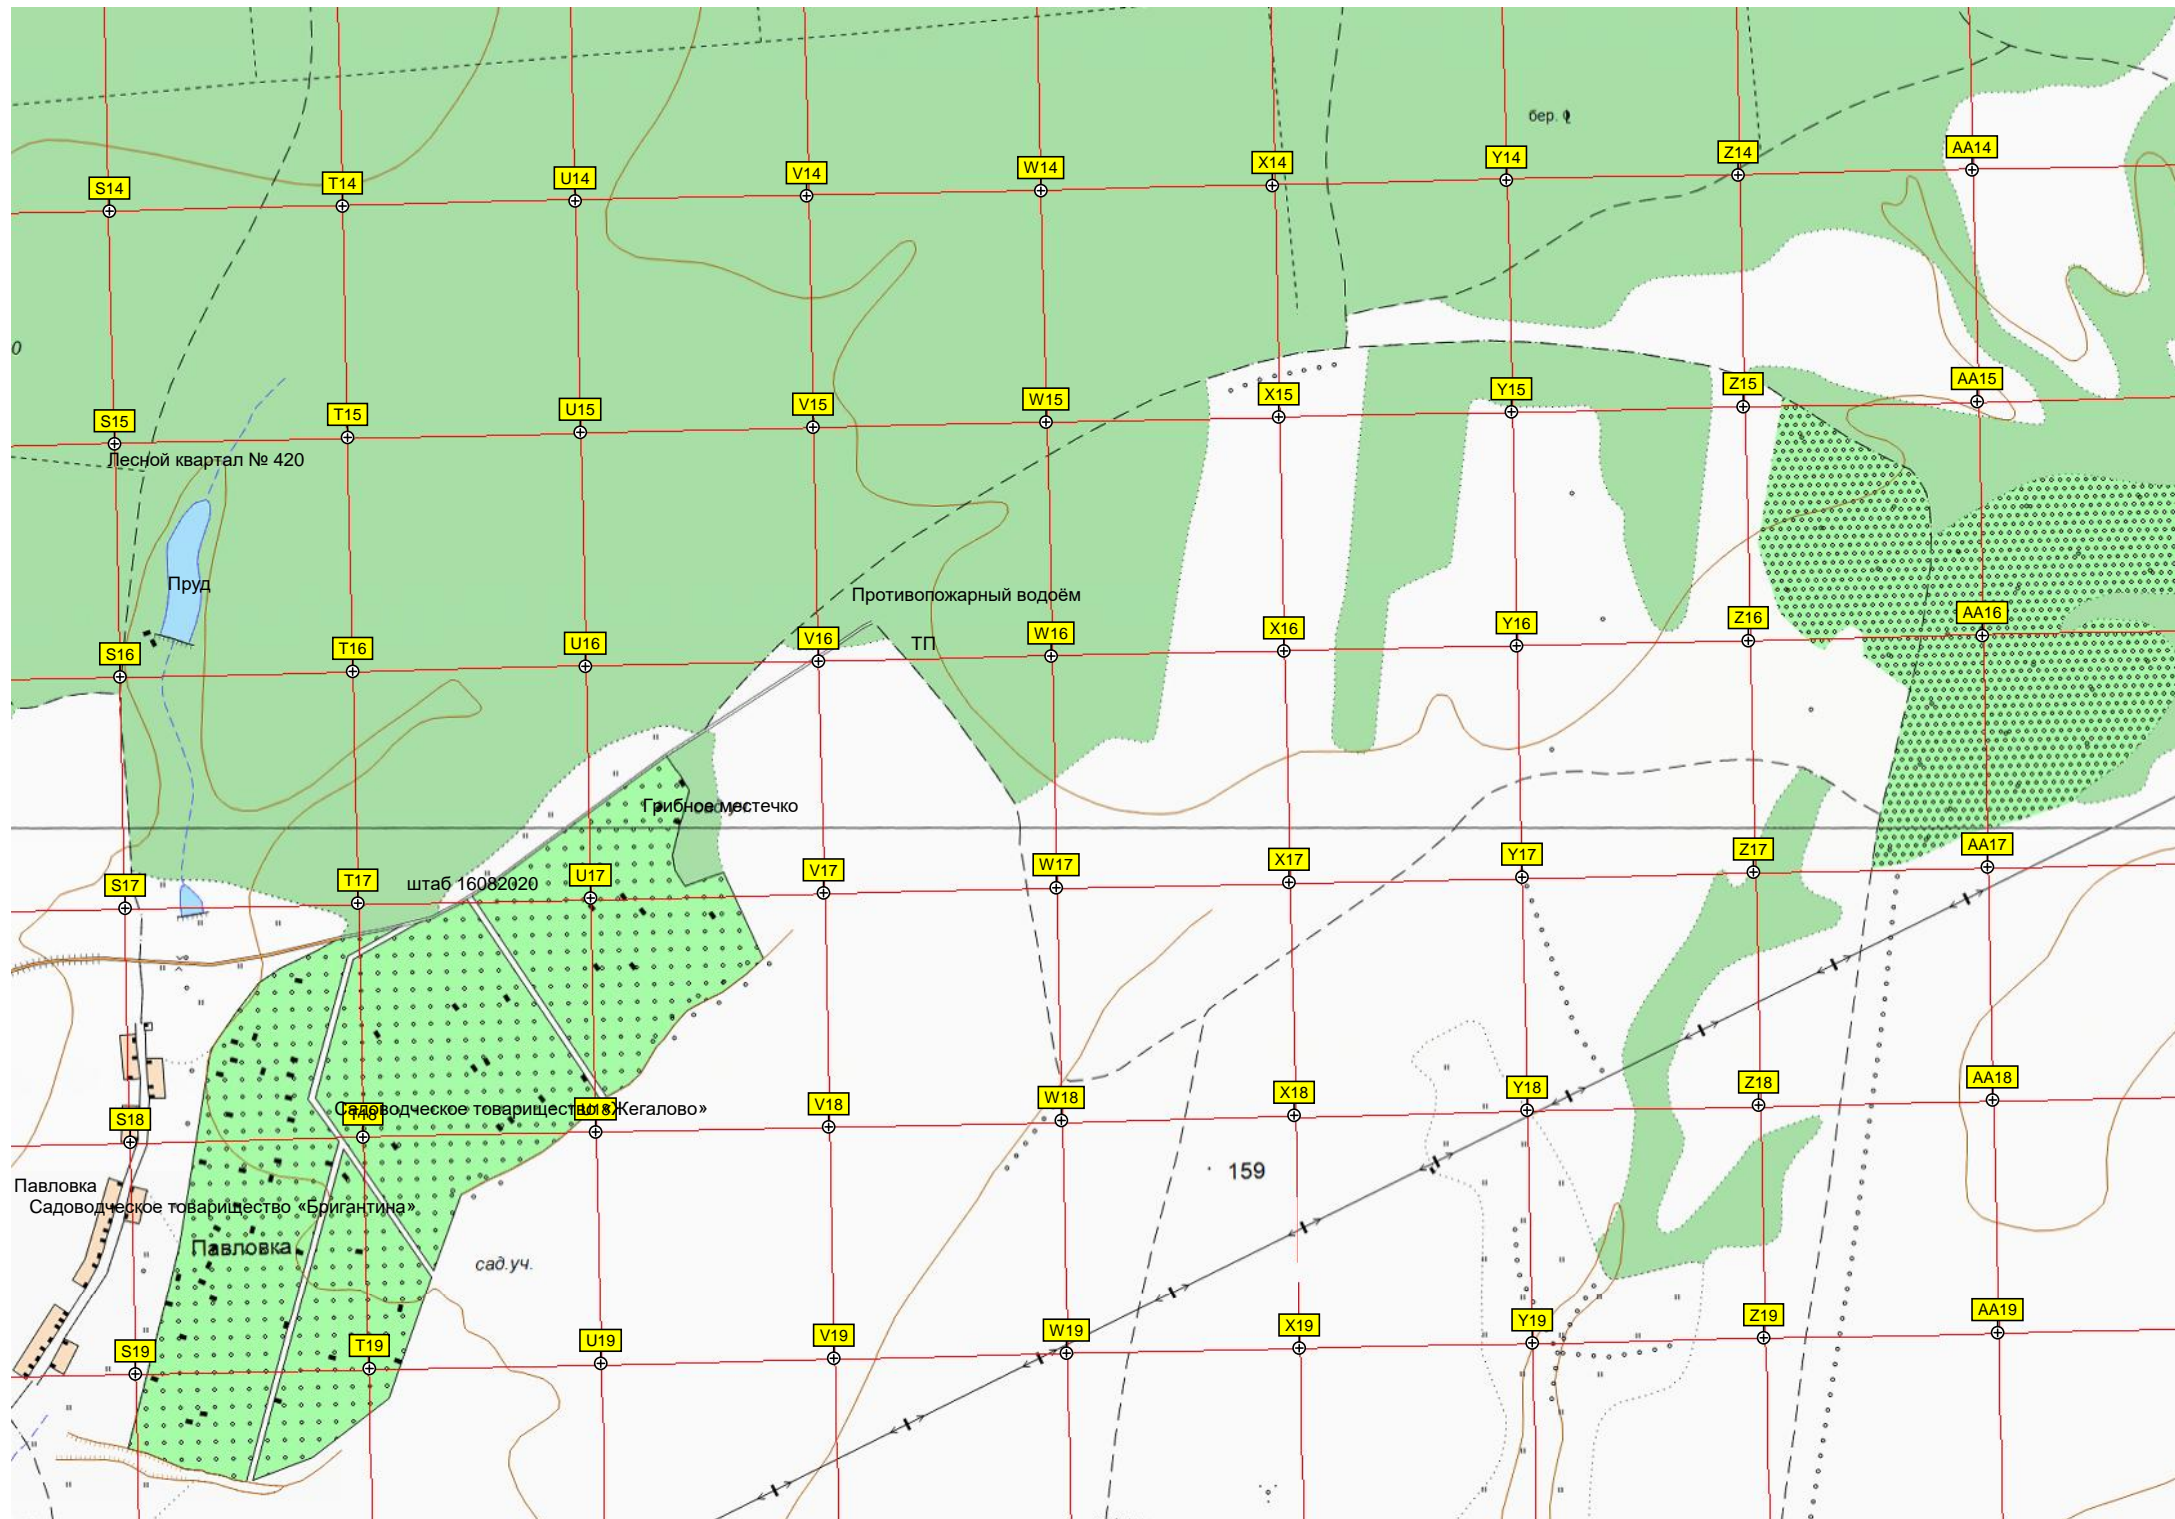 бер.
AA14
Z14
Y14
X14
W14
V14
U14
T14
S14
0
AA15
Z15
Y15
X15
W15
V15
U15
T15
S15
Лесной квартал № 420
Пруд
Противопожарный водоём
AA16
Z16
Y16
X16
W16
V16
ТП
U16
T16
S16
Грибное местечко
AA17
Z17
Y17
X17
W17
V17
U17
штаб 16082020
T17
S17
AA18
Z18
Y18
X18
W18
V18
U18
Садоводческое товарищество «Жегалово»
T18
S18
159
Павловка
Садоводческое товарищество «Бригантина»
Павловка
сад.уч.
AA19
Z19
Y19
X19
W19
V19
U19
T19
S19